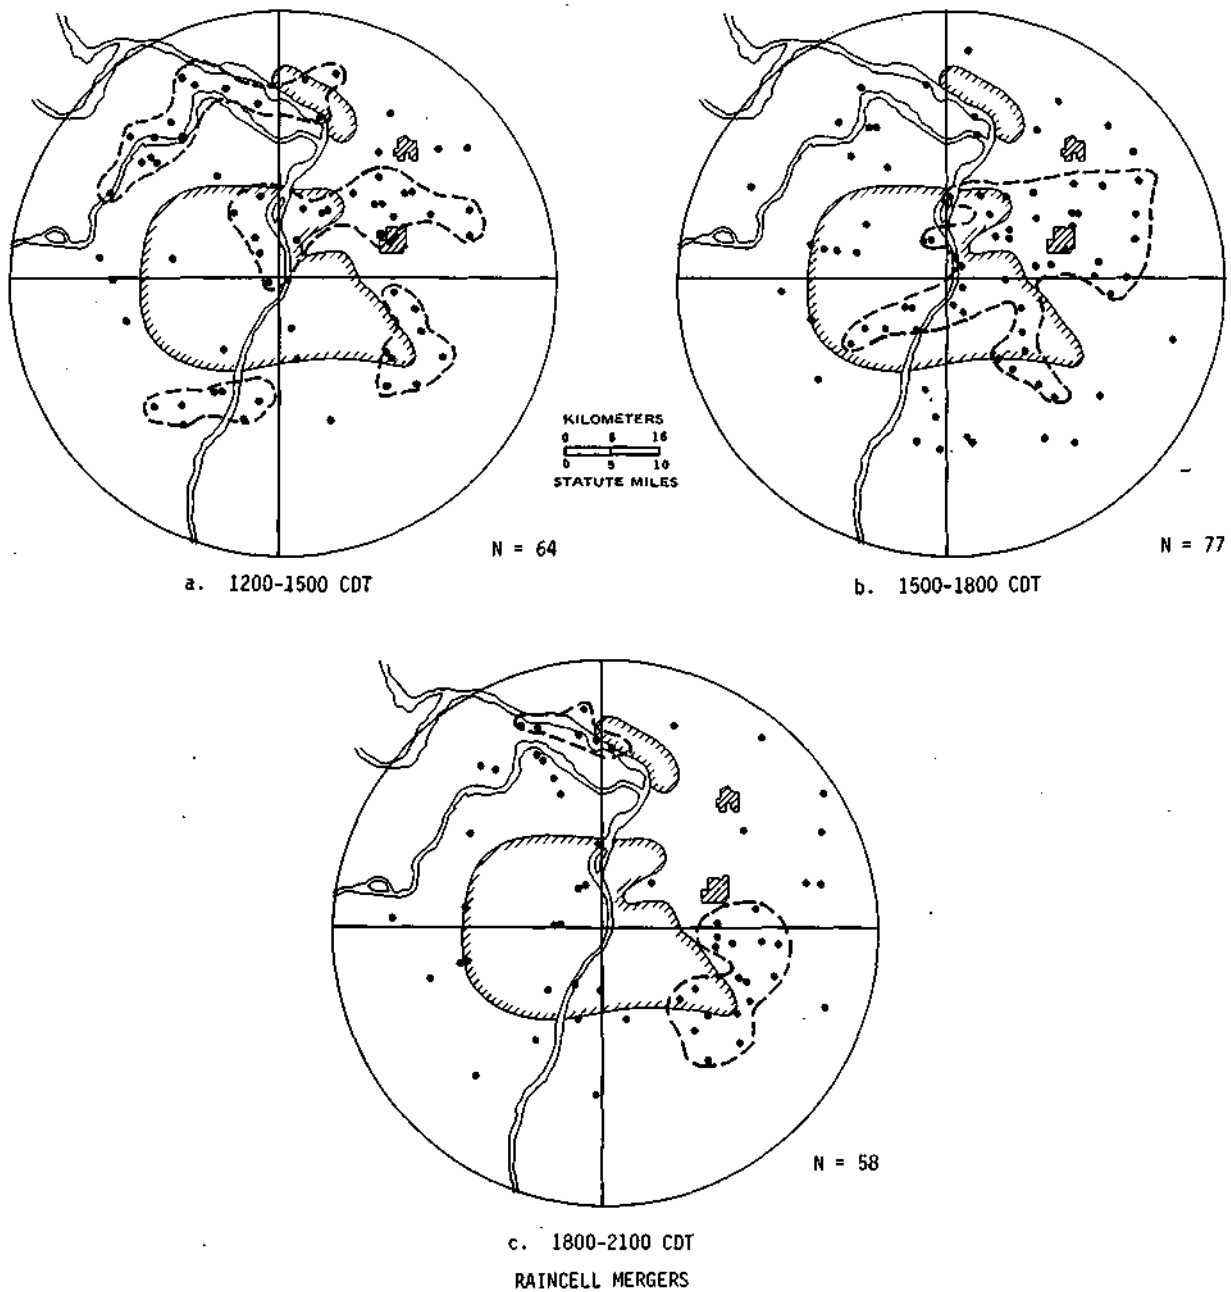 KILOMETERS
0 8 16
0 5 10
STATUTE MILES
N = 64
N = 77
a. 1200-1500 CDT
b. 1500-1800 CDT
N = 58
c. 1800-2100 CDT
RAINCELL MERGERS